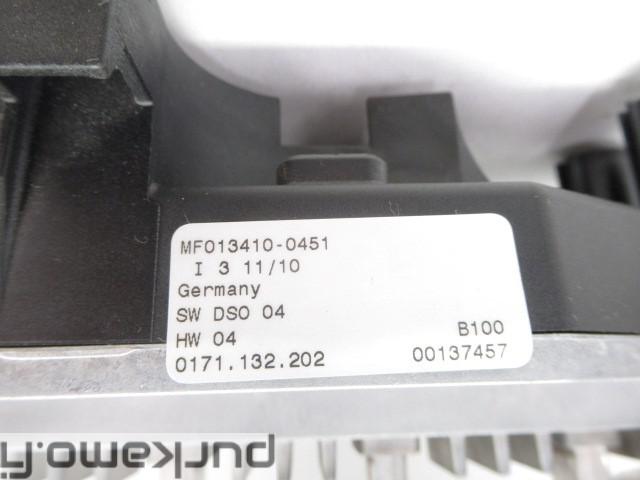 MF013410-0451
I 3 11/10
Germany
SW DSO 04
HW 04 B100
0171.132.202 00137457
purkamo.fi